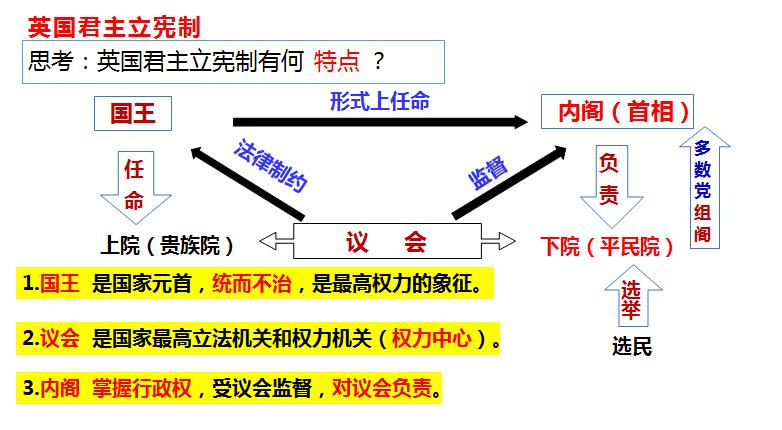 英国君主立宪制
思考：英国君主立宪制有何 特点 ？
形式上任命
国王
内阁（首相）
法律制约
监督
任命
负责
多数党组阁
上院（贵族院）
议 会
下院（平民院）
1.国王 是国家元首，统而不治，是最高权力的象征。
选举
2.议会 是国家最高立法机关和权力机关（权力中心）。
选民
3.内阁 掌握行政权，受议会监督，对议会负责。